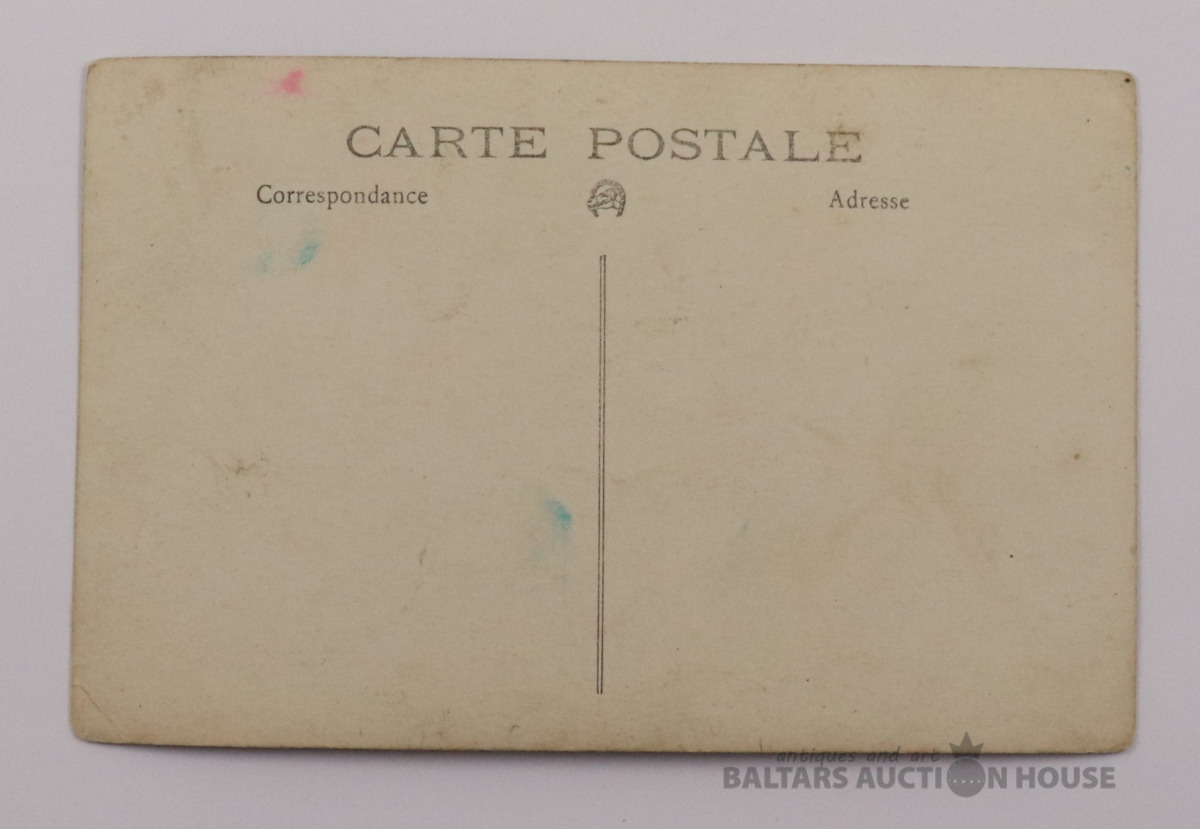 CARTE POSTALE
Correspondance
Adresse
antiques and art
BALTARS AUCTION HOUSE